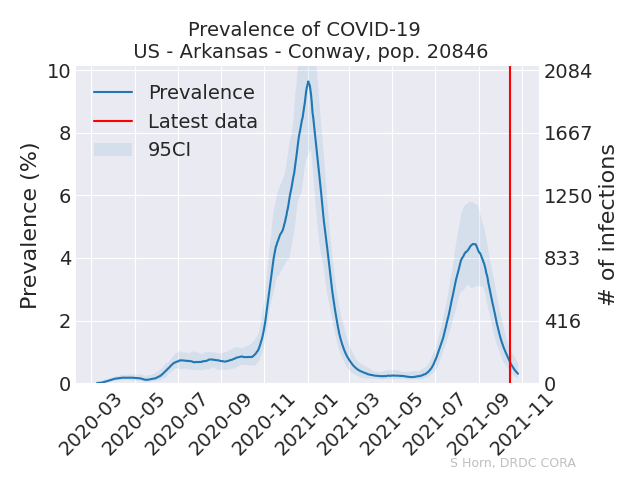 Prevalence of COVID-19
US - Arkansas - Conway, pop. 20846
Prevalence (%)
10
8
6
4
2
0
2084
1667
1250
833
416
0
# of infections
Prevalence
Latest data
95CI
2020-03
2020-05
2020-07
2020-09
2020-11
2021-01
2021-03
2021-05
2021-07
2021-09
2021-11
S Horn, DRDC CORA